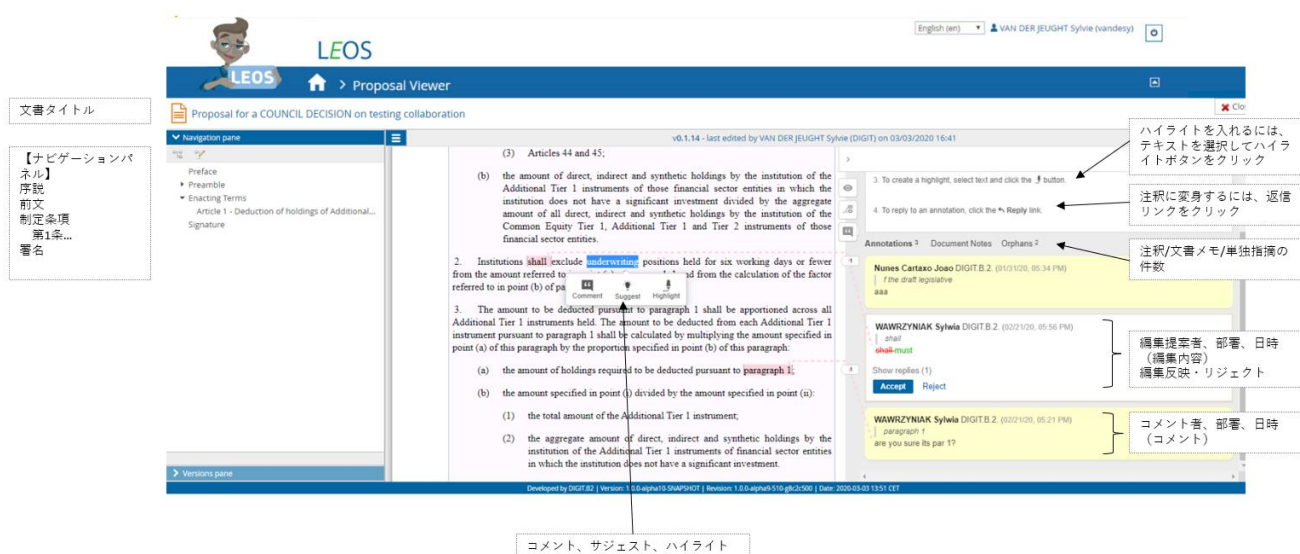 English (en)
VAN DER JEUGHT Sylvie (vandesy)
LEOS
LEOS
> Proposal Viewer
文書タイトル
Proposal for a COUNCIL DECISION on testing collaboration
Clo
Navigation pane
v0.1.14 - last edited by VAN DER JEUGHT Sylvie (DIGIT) on 03/03/2020 16:41
【ナビゲーションパ
ネル】
序説
前文
制定条項
第1条...
署名
Preface
Preamble
Enacting Terms
Article 1 - Deduction of holdings of Additional...
Signature
Versions pane
(3) Articles 44 and 45;
(b) the amount of direct, indirect and synthetic holdings by the institution of the
Additional Tier 1 instruments of those financial sector entities in which the
institution does not have a significant investment divided by the aggregate
amount of all direct, indirect and synthetic holdings by the institution of the
Common Equity Tier 1, Additional Tier 1 and Tier 2 instruments of those
financial sector entities.
2. Institutions shall exclude underwriting positions held for six working days or fewer
from the amount referred to
nd from the calculation of the factor
referred to in point (b) of pa
Comment
Suggest
Highlight
3. The amount to be deducted pursuant to paragraph 1 shall be apportioned across all
Additional Tier 1 instruments held. The amount to be deducted from each Additional Tier 1
instrument pursuant to paragraph 1 shall be calculated by multiplying the amount specified in
point (a) of this paragraph by the proportion specified in point (b) of this paragraph:
(a) the amount of holdings required to be deducted pursuant to paragraph 1;
(b) the amount specified in point (i) divided by the amount specified in point (ii):
(1) the total amount of the Additional Tier 1 instrument;
(2) the aggregate amount of direct, indirect and synthetic holdings by the
institution of the Additional Tier 1 instruments of financial sector entities
in which the institution does not have a significant investment.
3. To create a highlight, select text and click the button.
4. To reply to an annotation, click the Reply link.
Annotations 3 Document Notes Orphans 2
Nunes Cartaxo Joao DIGIT.B.2. (01/31/20, 05:34 PM)
f the draft legislative
aaa
WAWRZYNIAK Sylwia DIGIT.B.2. (02/21/20, 05:56 PM)
shall
shall must
Show replies (1)
Accept
Reject
WAWRZYNIAK Sylwia DIGIT.B.2. (02/21/20, 05:21 PM)
paragraph 1
are you sure its par 1?
ハイライトを入れるには、
テキストを選択してハイラ
イトボタンをクリック
注釈に変身するには、返信
リンクをクリック
注釈/文書メモ/単独指摘の
件数
編集提案者、部署、日時
（編集内容）
編集反映・リジェクト
コメント者、部署、日時
（コメント）
Developed by DIGIT.B2 | Version: 1.0.0-alpha10-SNAPSHOT | Revision: 1.0.0-alpha9-510-g8c2c500 | Date: 2020-03-03 13:51 CET
コメント、サジェスト、ハイライト